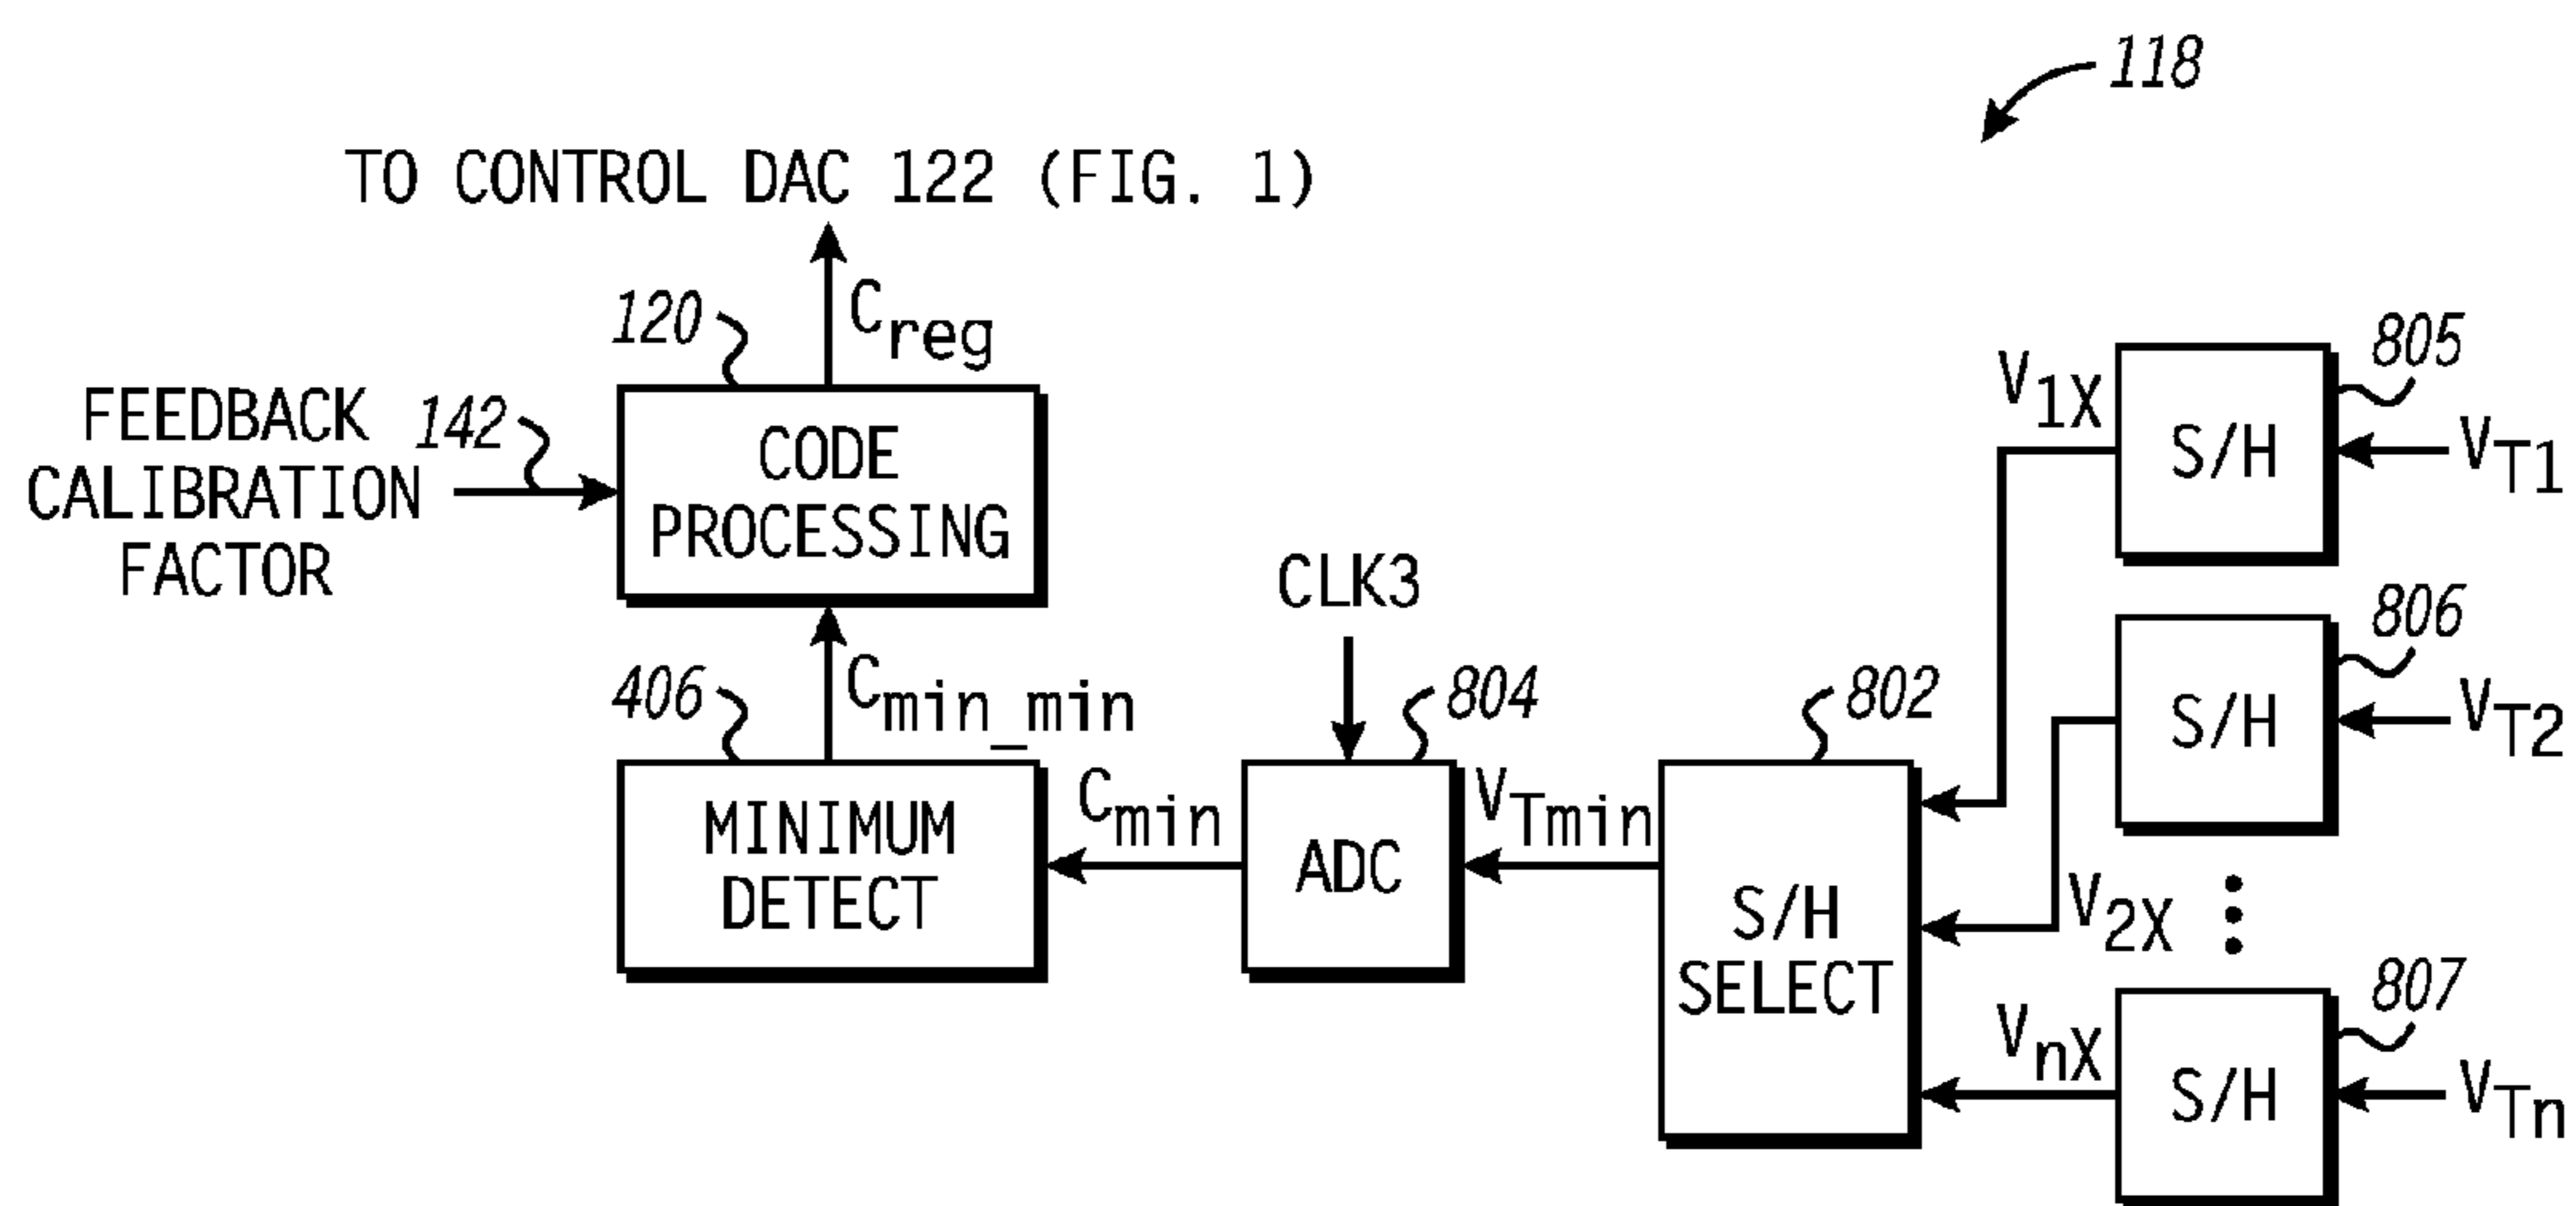 118
TO CONTROL DAC 122 (FIG. 1)
120
Creg
FEEDBACK
CALIBRATION
FACTOR
142
CODE
PROCESSING
V1X
805
S/H
VT1
CLK3
806
S/H
VT2
406
Cmin_min
804
802
MINIMUM
DETECT
Cmin
ADC
VTmin
S/H
SELECT
V2X
VnX
807
S/H
VTn